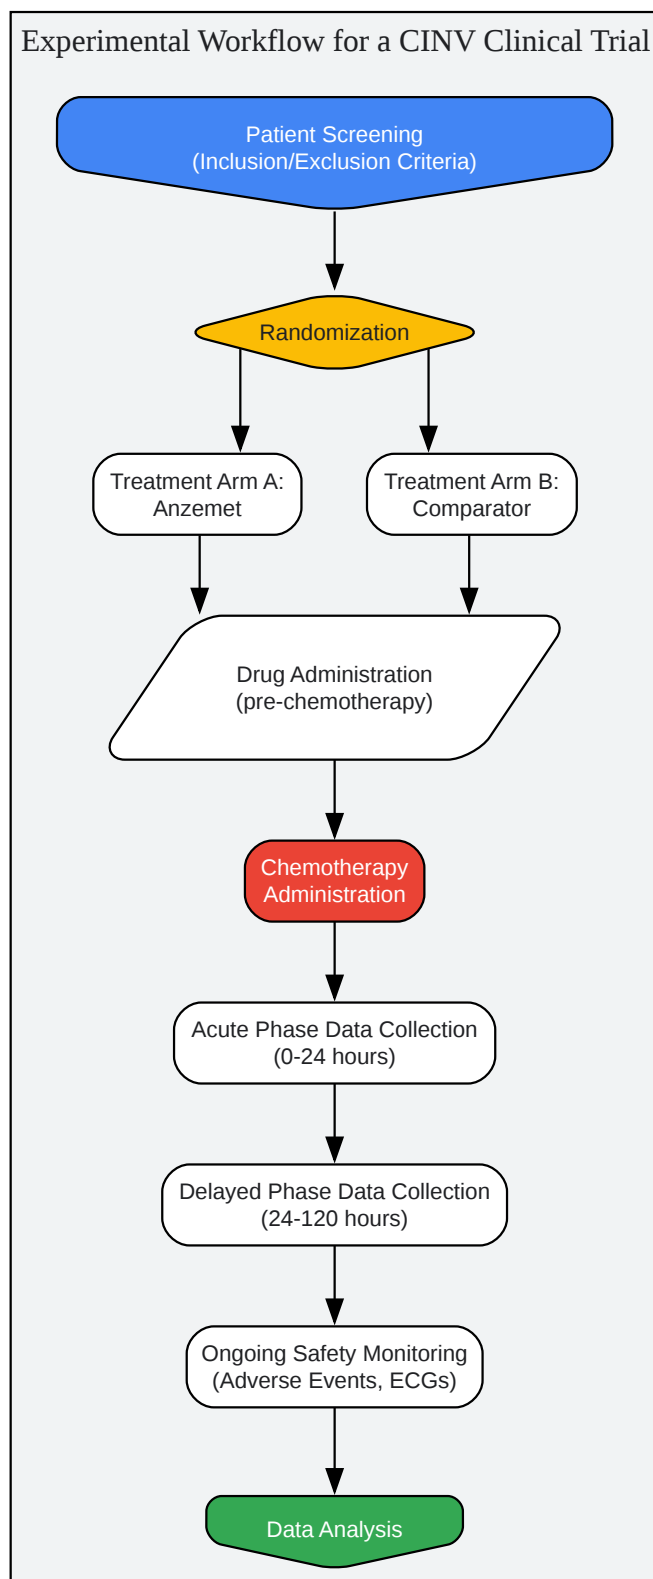 Experimental Workflow for a CINV Clinical Trial
Patient Screening
(Inclusion/Exclusion Criteria)
Randomization
Treatment Arm A:
Anzemet
Treatment Arm B:
Comparator
Drug Administration
(pre-chemotherapy)
Chemotherapy
Administration
Acute Phase Data Collection
(0-24 hours)
Delayed Phase Data Collection
(24-120 hours)
Ongoing Safety Monitoring
(Adverse Events, ECGs)
Data Analysis